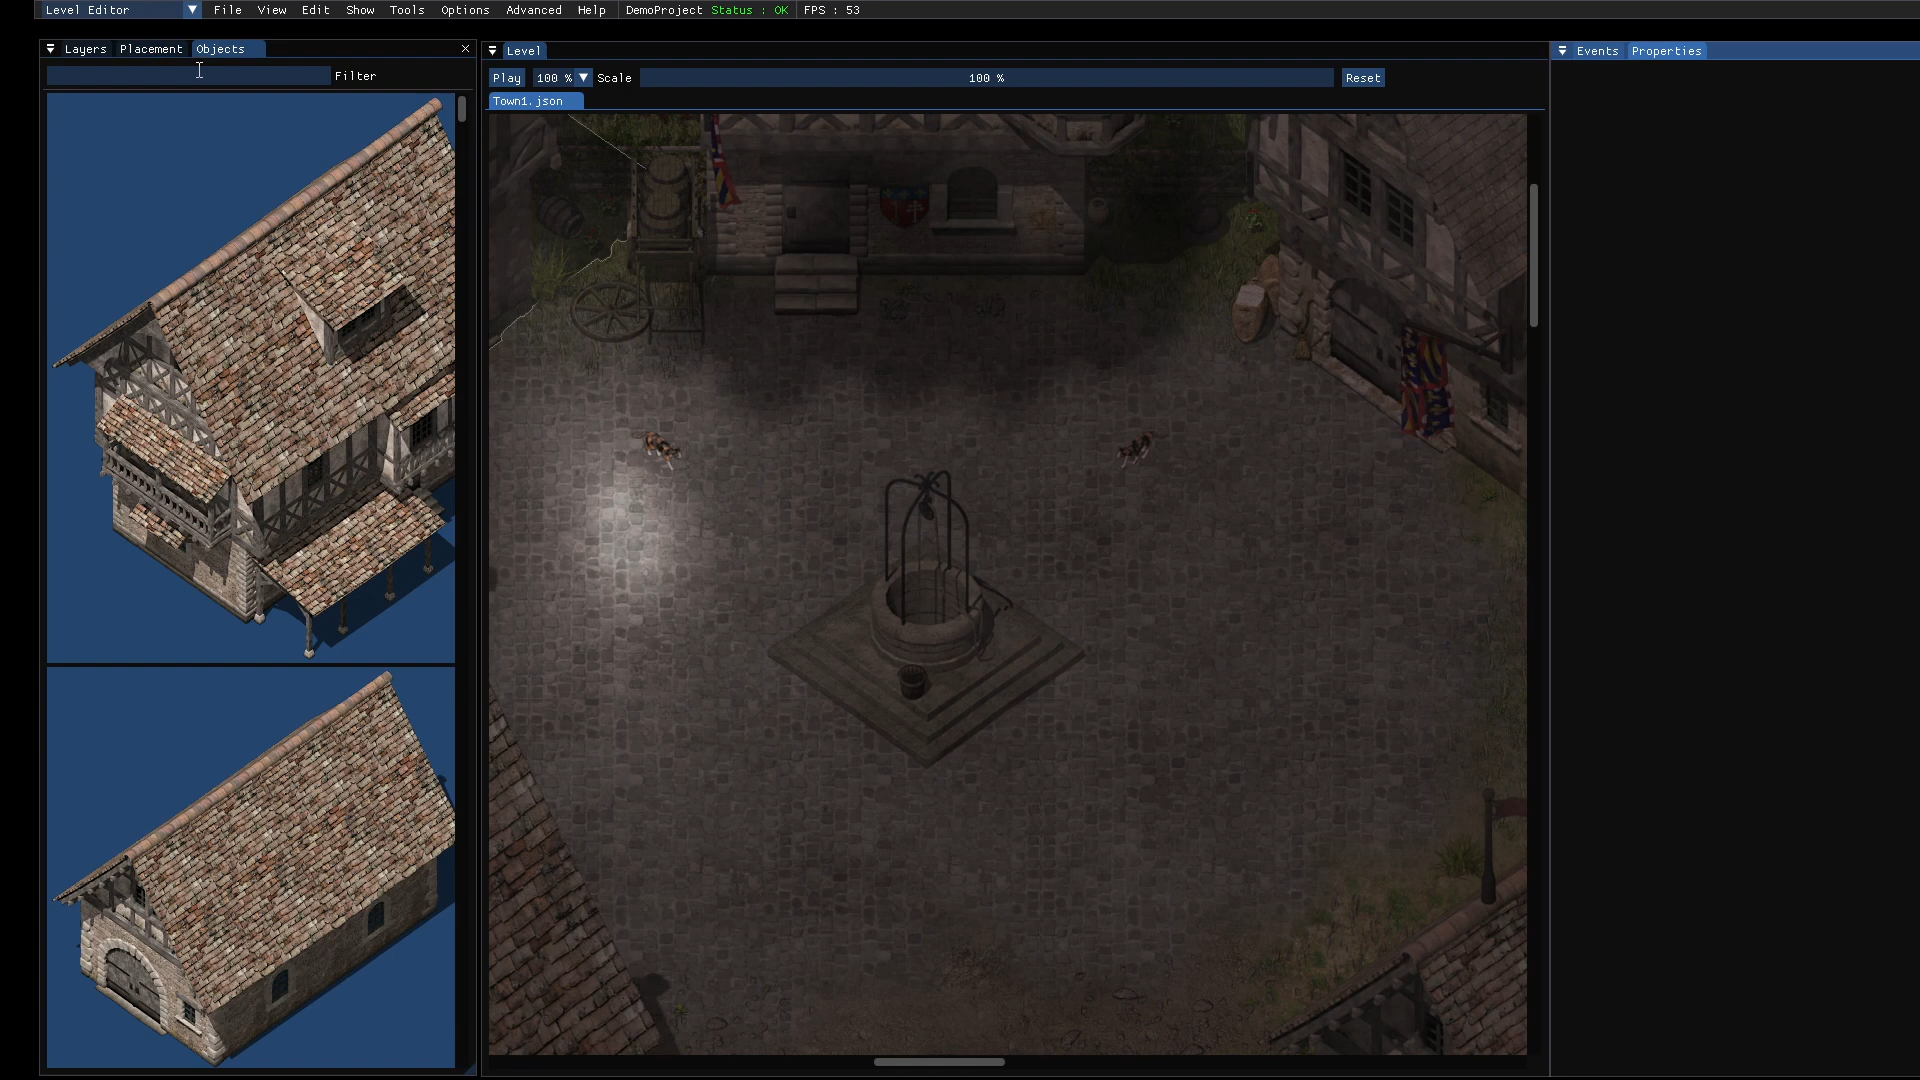 Level Editor File View Edit Show Tools Options Advanced Help DemoProject Status : OK FPS : 53
Layers Placement Objects
Filter
Level
Play 100 % Scale 100 % Reset
Town1.json
Events Properties